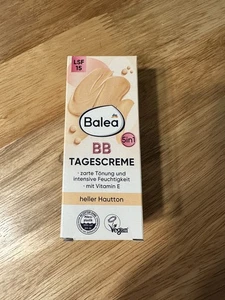 LSF
15
Balea
5in1
BB
TAGESCREME
· zarte Tönung und
intensive Feuchtigkeit
· mit Vitamin E
heller Hautton
vegan